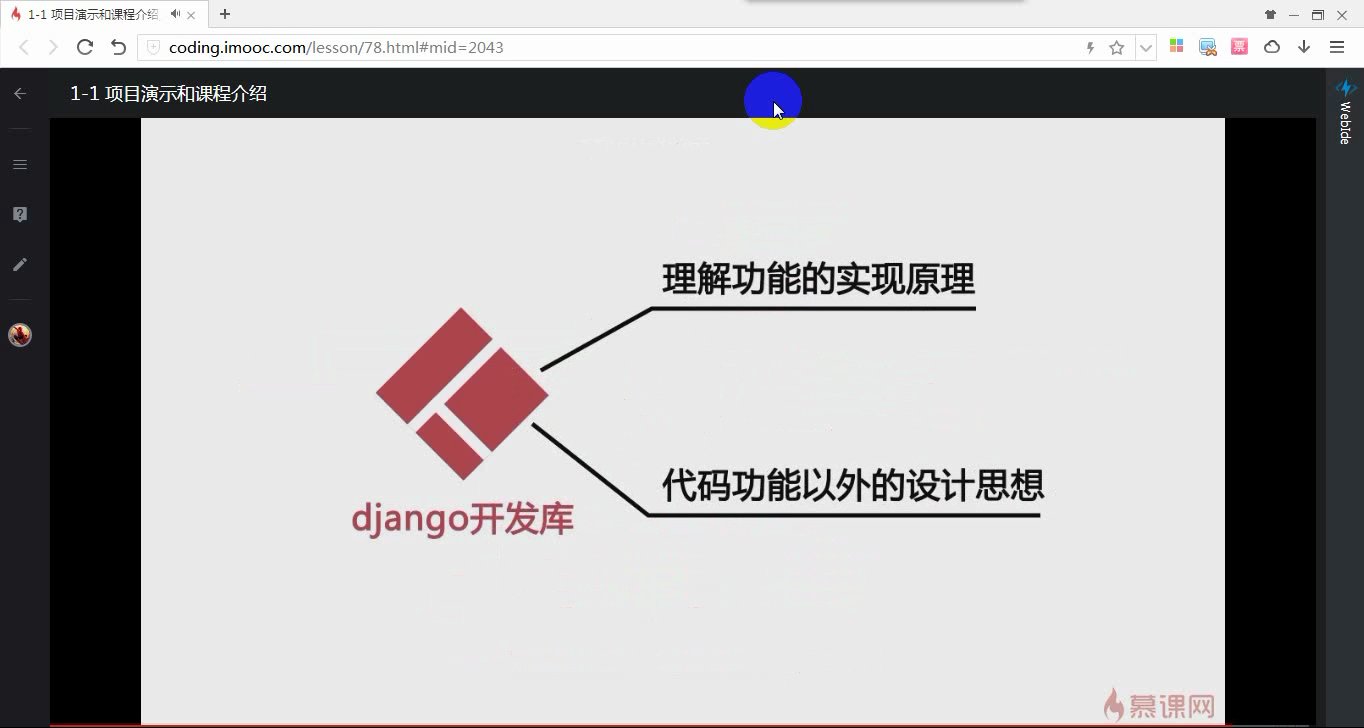 1-1 项目演示和课程介绍
coding.imooc.com/lesson/78.html#mid=2043
票
1-1 项目演示和课程介绍
WebIde
理解功能的实现原理
代码功能以外的设计思想
django开发库
慕课网